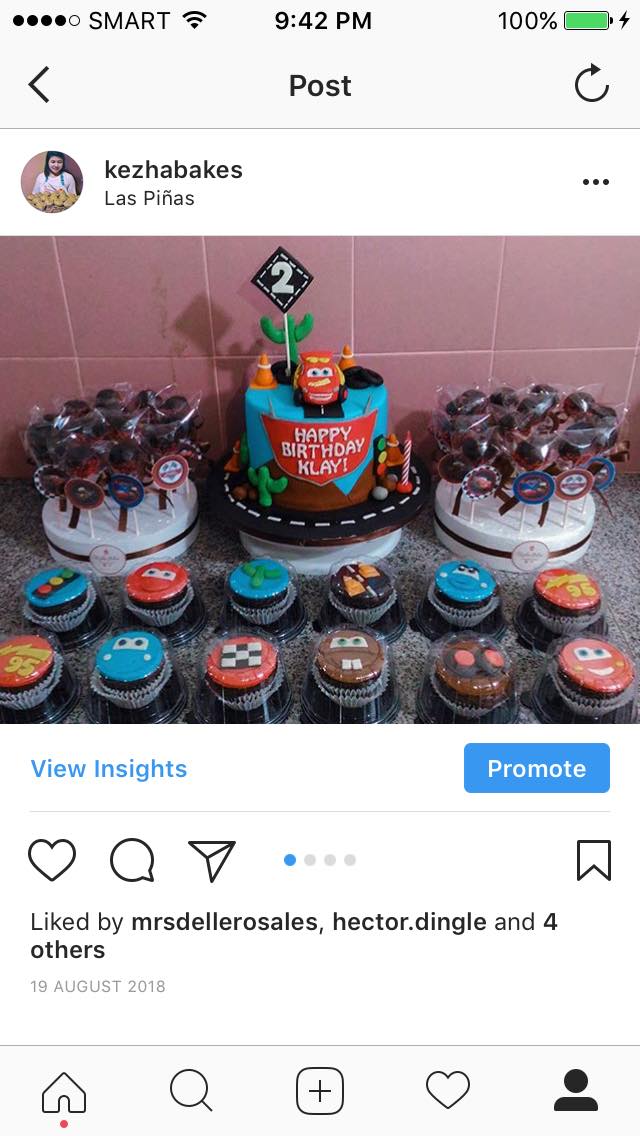 SMART 9:42 PM 100%
Post
kezhabakes
Las Piñas
2
HAPPY
BIRTHDAY
KLAY!
95
95
View Insights Promote
Liked by mrsdellerosales, hector.dingle and 4
others
19 AUGUST 2018